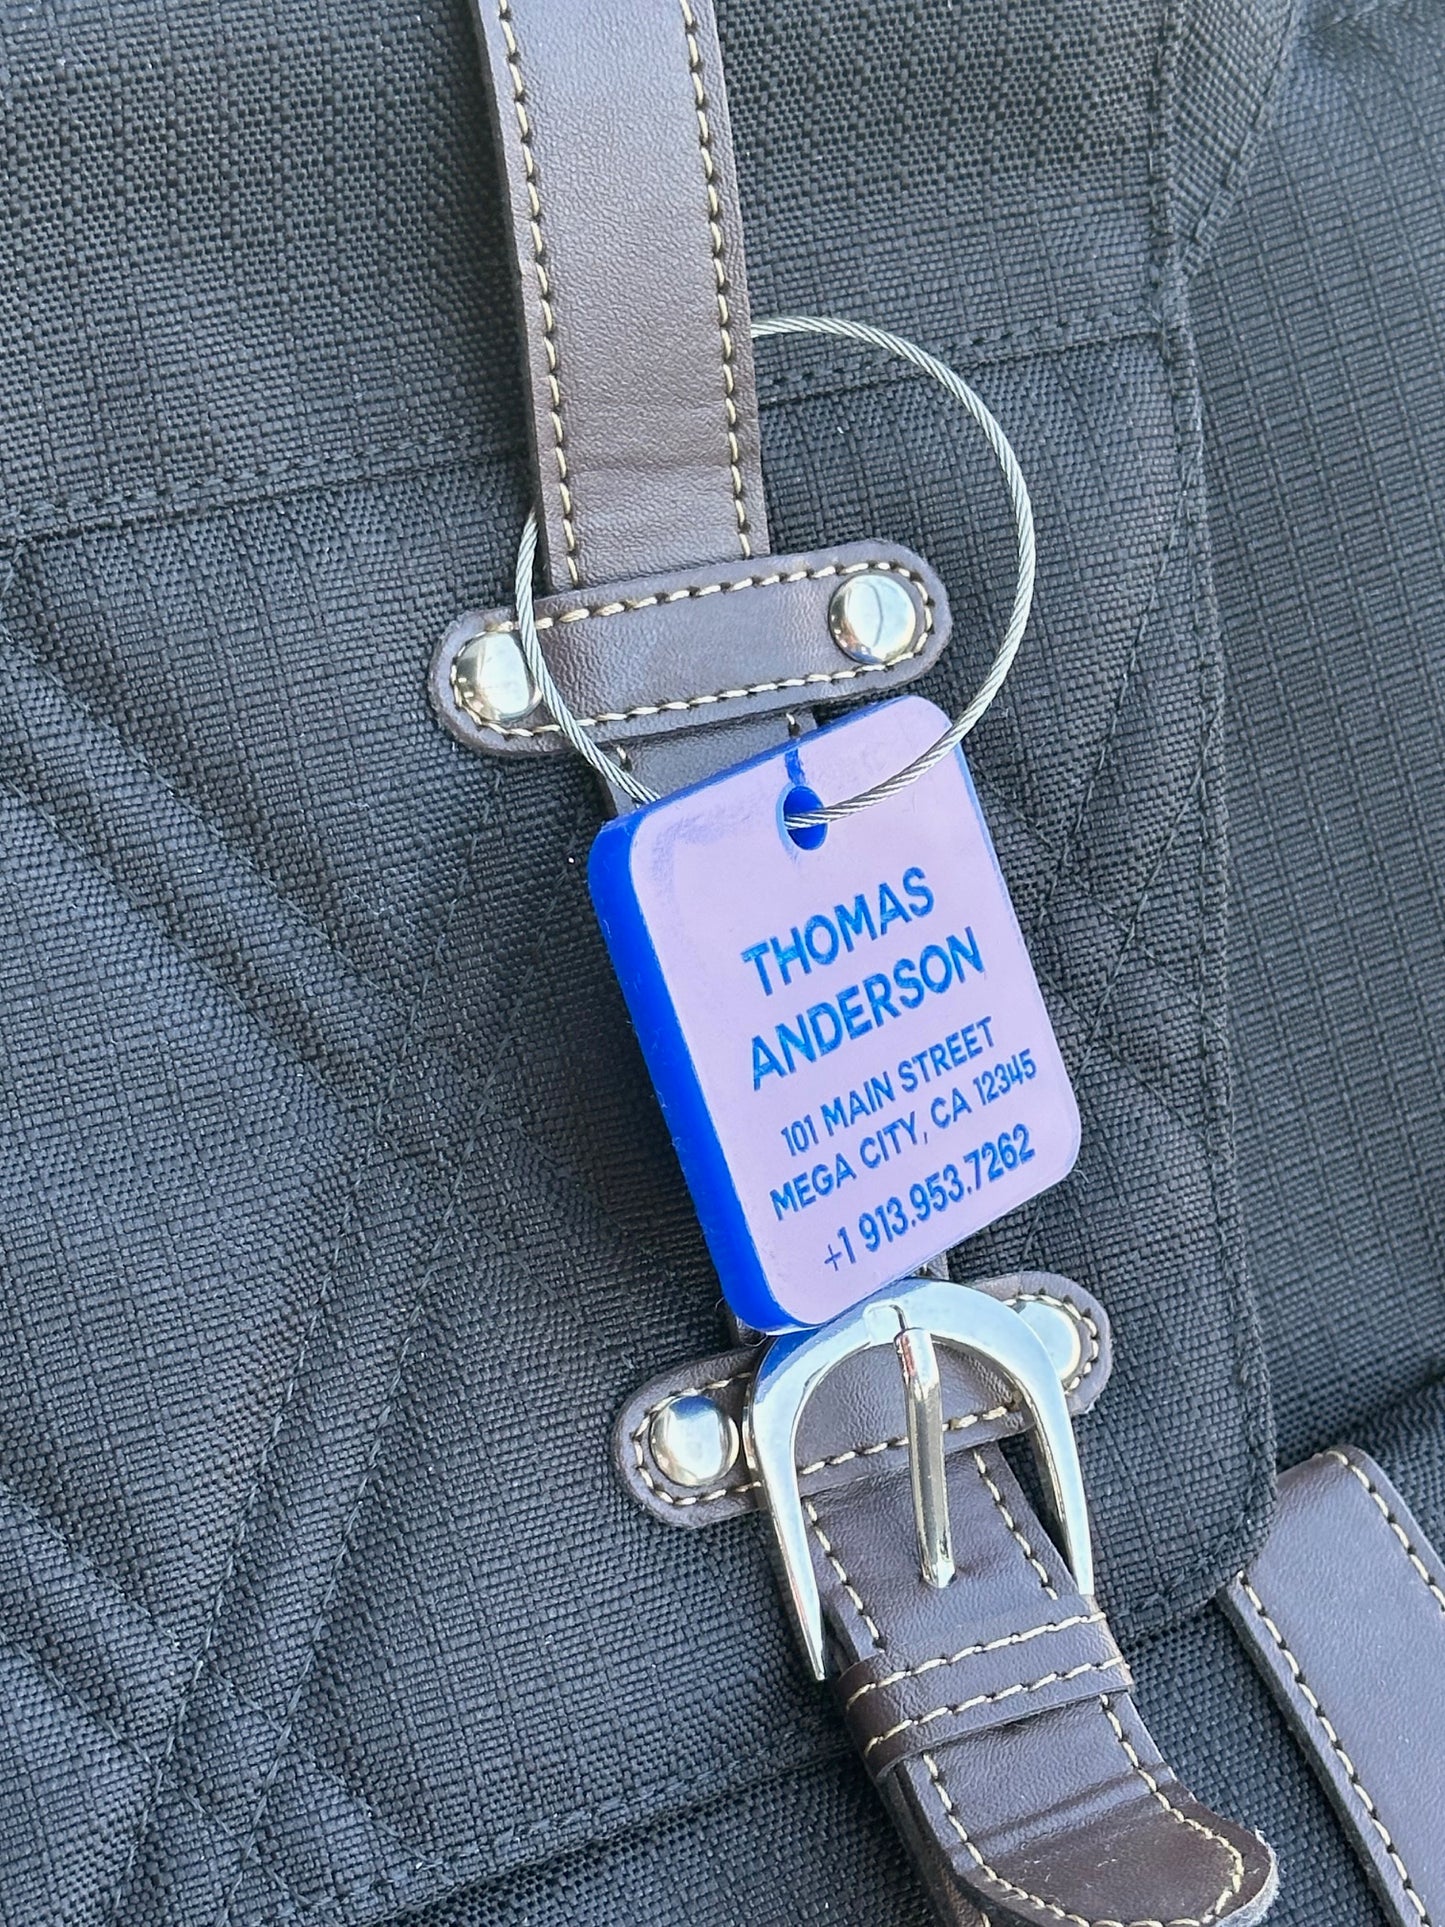 THOMAS
ANDERSON
101 MAIN STREET
MEGA CITY, CA 12345
+1 913.953.7262